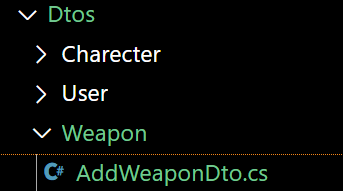 Dtos
Charecter
User
Weapon
C# AddWeaponDto.cs